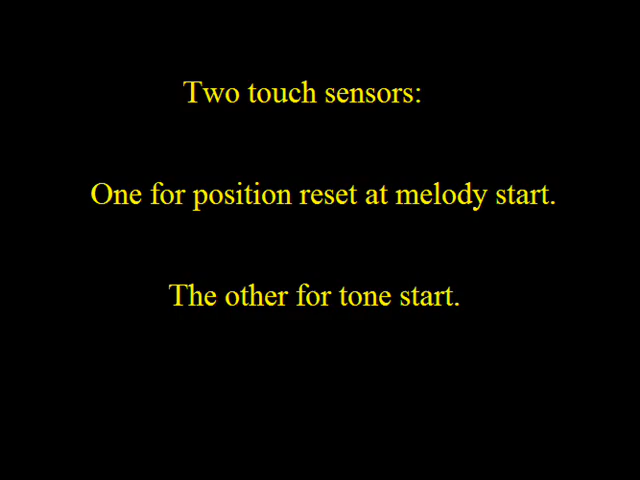 Two touch sensors:
One for position reset at melody start.
The other for tone start.